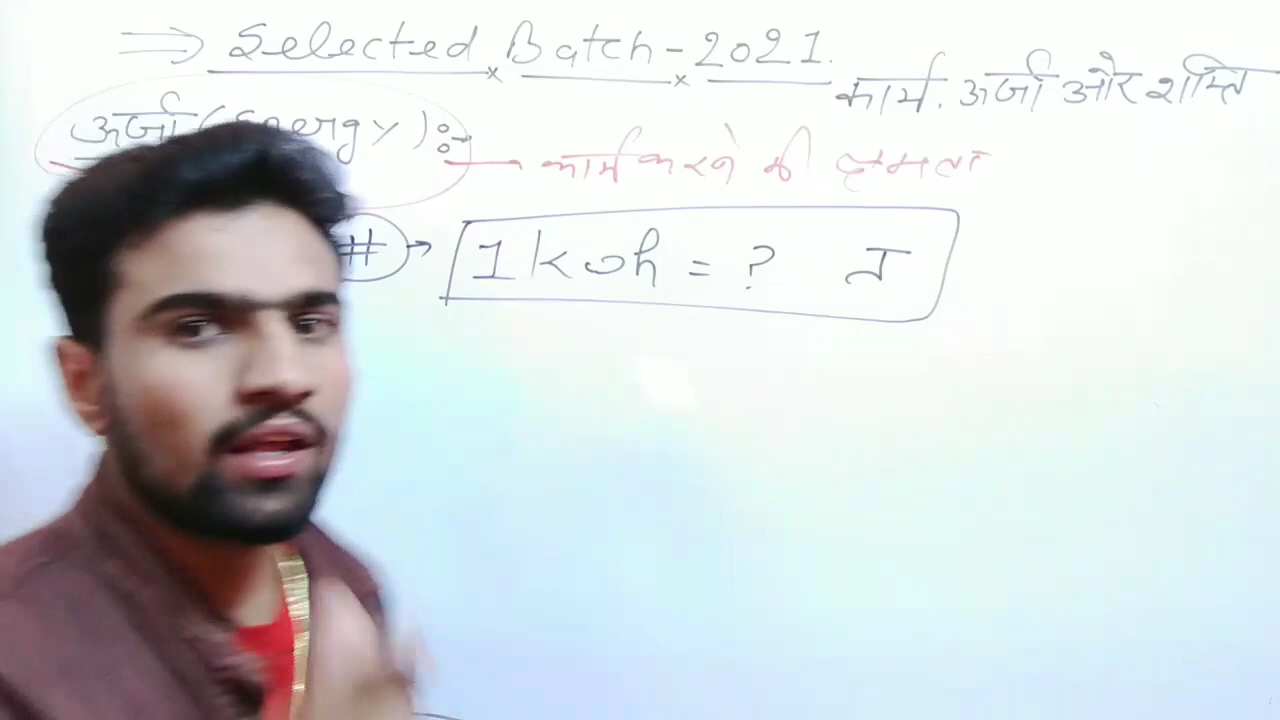 ⇒ Selected Batch-2021.
कार्य, ऊर्जा और शक्ति
ऊर्जा (Energy):-
कार्य करने की क्षमता
# → 1 kwh = ? J